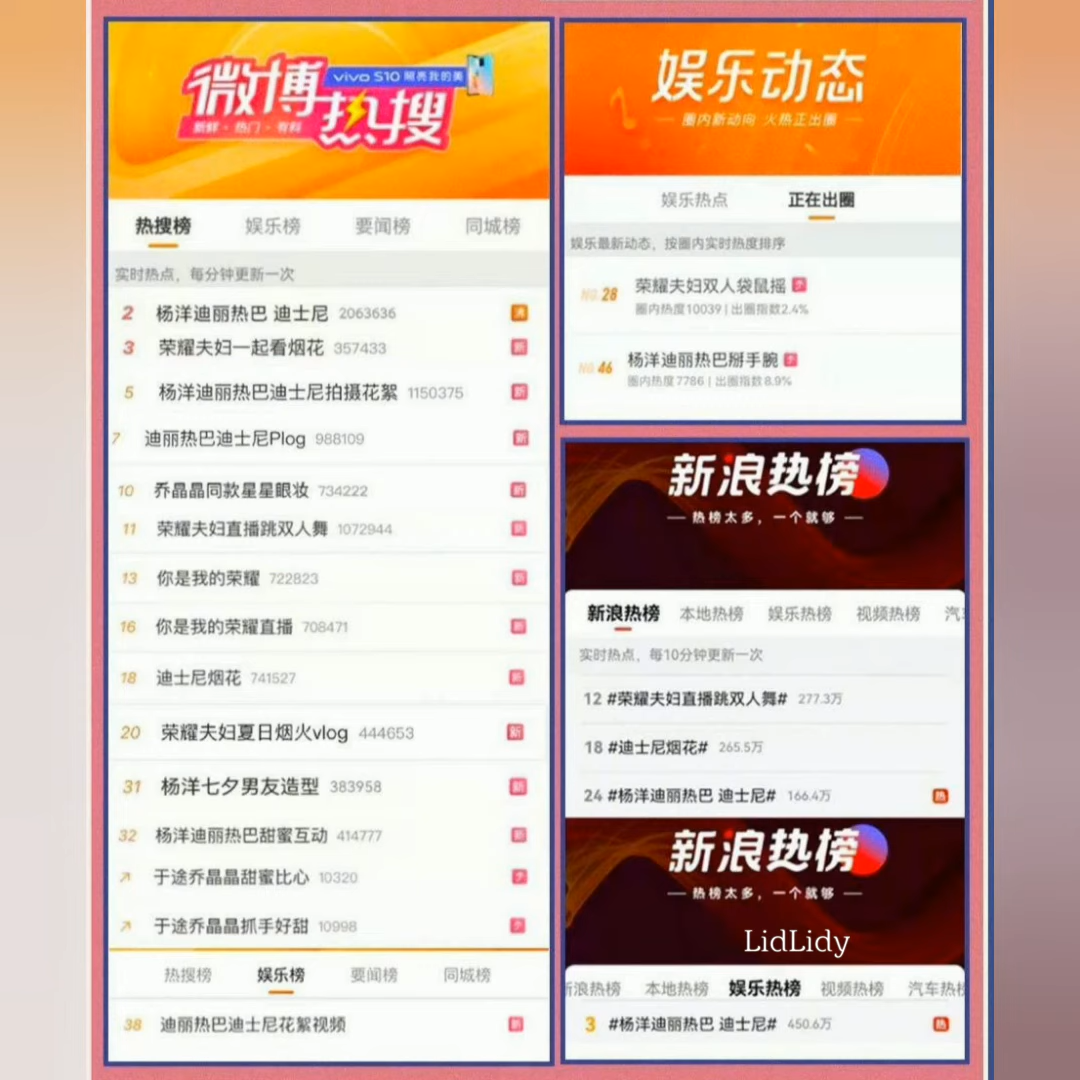 微博热搜
vivo S10 照亮我的美
新鲜·热门·有料
热搜榜 娱乐榜 要闻榜 同城榜
实时热点，每分钟更新一次
2 杨洋迪丽热巴 迪士尼 2063636
3 荣耀夫妇一起看烟花 357433 新
5 杨洋迪丽热巴迪士尼拍摄花絮 1150375 新
7 迪丽热巴迪士尼Plog 988109 新
10 乔晶晶同款星星眼妆 734222 新
11 荣耀夫妇直播跳双人舞 1072944 新
13 你是我的荣耀 722823 新
16 你是我的荣耀直播 708471 新
18 迪士尼烟花 741527 新
20 荣耀夫妇夏日烟火vlog 444653 新
31 杨洋七夕男友造型 383958 新
32 杨洋迪丽热巴甜蜜互动 414777 新
于途乔晶晶甜蜜比心 10320
于途乔晶晶抓手好甜 10998
热搜榜 娱乐榜 要闻榜 同城榜
38 迪丽热巴迪士尼花絮视频 新
娱乐动态
圈内新动向 火热正出圈
娱乐热点 正在出圈
娱乐最新动态，按圈内实时热度排序
NO.28 荣耀夫妇双人袋鼠摇
圈内热度10039 | 出圈指数2.4%
NO.46 杨洋迪丽热巴掰手腕
圈内热度7786 | 出圈指数8.9%
新浪热榜
热榜太多，一个就够
新浪热榜 本地热榜 娱乐热榜 视频热榜 汽车
实时热点，每10分钟更新一次
12 #荣耀夫妇直播跳双人舞# 277.3万
18 #迪士尼烟花# 265.5万
24 #杨洋迪丽热巴 迪士尼# 166.4万 热
新浪热榜
热榜太多，一个就够
LidLidy
新浪热榜 本地热榜 娱乐热榜 视频热榜 汽车热榜
3 #杨洋迪丽热巴 迪士尼# 450.6万 热